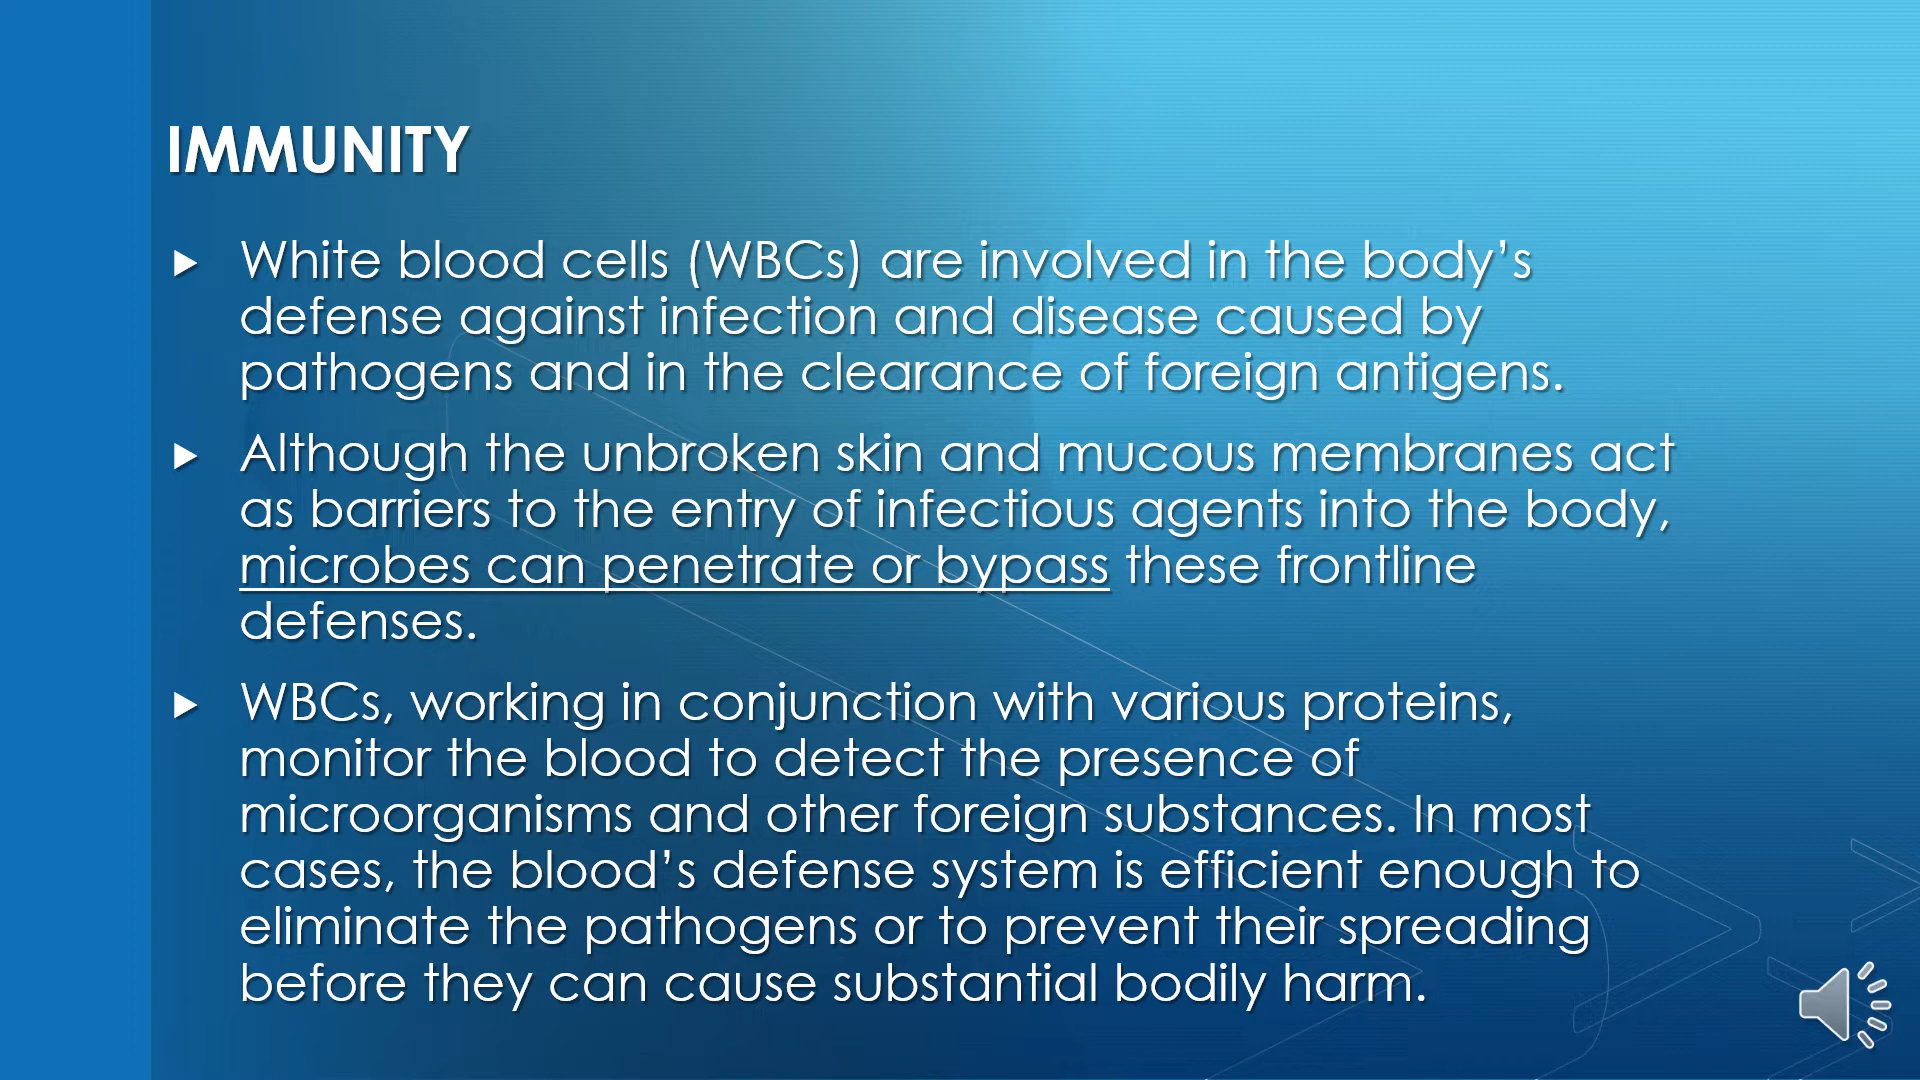 IMMUNITY
White blood cells (WBCs) are involved in the body’s
defense against infection and disease caused by
pathogens and in the clearance of foreign antigens.
Although the unbroken skin and mucous membranes act
as barriers to the entry of infectious agents into the body,
microbes can penetrate or bypass these frontline
defenses.
WBCs, working in conjunction with various proteins,
monitor the blood to detect the presence of
microorganisms and other foreign substances. In most
cases, the blood’s defense system is efficient enough to
eliminate the pathogens or to prevent their spreading
before they can cause substantial bodily harm.